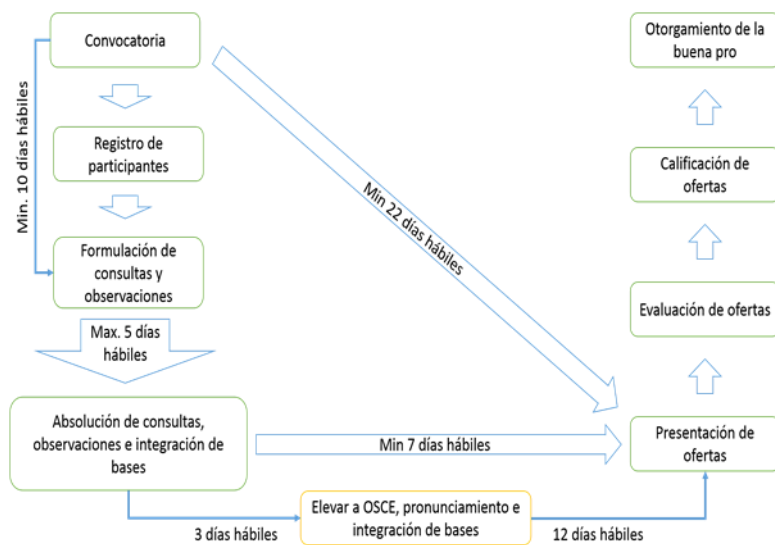 Convocatoria
Min. 10 días hábiles
Registro de
participantes
Formulación de
consultas y
observaciones
Max. 5 días
hábiles
Absolución de consultas,
observaciones e integración de
bases
3 días hábiles
Elevar a OSCE, pronunciamiento e
integración de bases
12 días hábiles
Min 7 días hábiles
Min 22 días hábiles
Presentación de
ofertas
Evaluación de ofertas
Calificación de
ofertas
Otorgamiento de la
buena pro